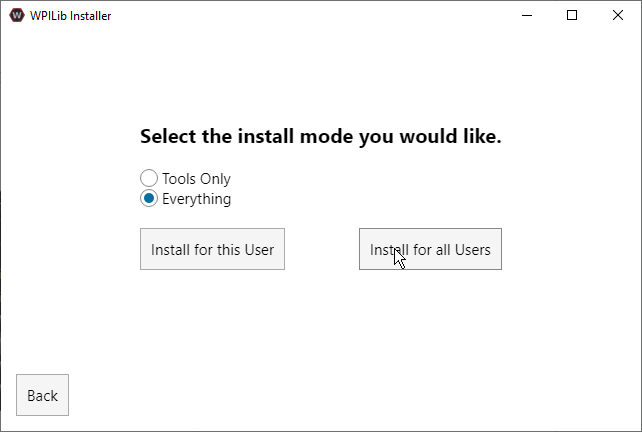 WPILib Installer
Select the install mode you would like.
Tools Only
Everything
Install for this User
Install for all Users
Back